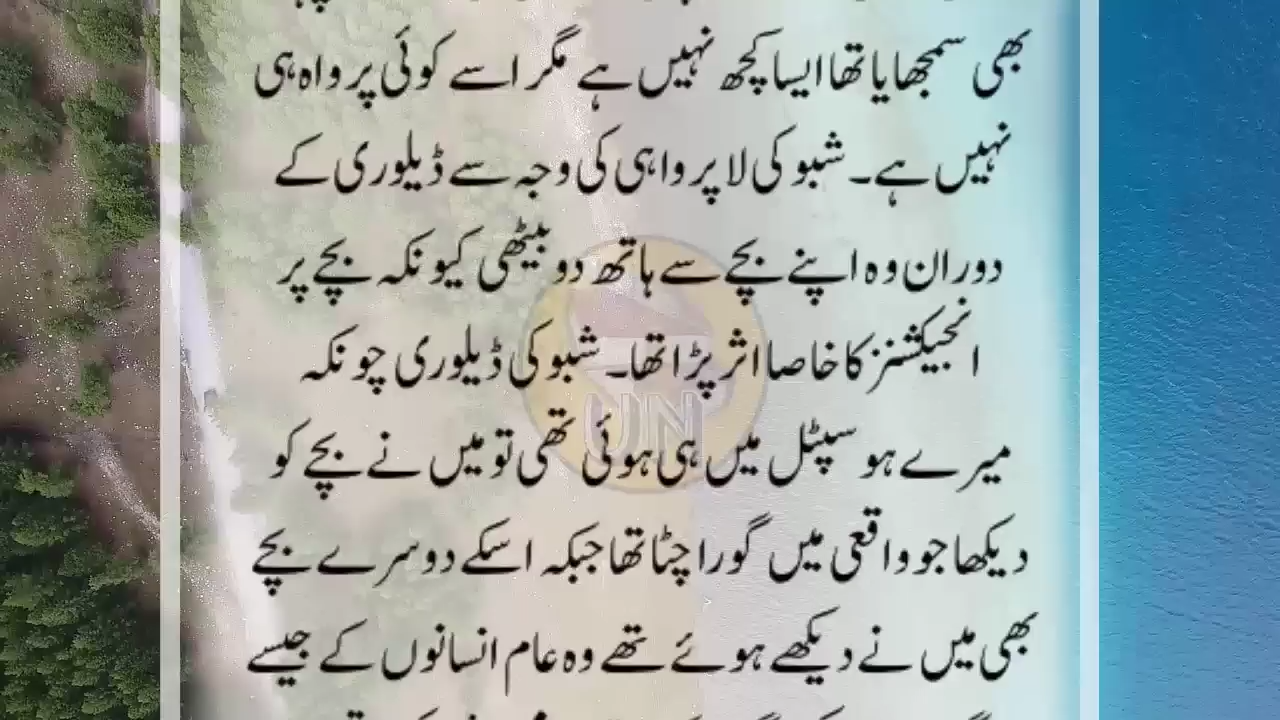 بھی سمجھایا تھا ایسا کچھ نہیں ہے مگر اسے کوئی پرواہ ہی
نہیں ہے۔ شبو کی لا پرواہی کی وجہ سے ڈیلوری کے
دوران وہ اپنے بچے سے ہاتھ دو بیٹھی کیونکہ بچے پر
انجیکشنز کا خاصا اثر پڑا تھا۔ شبو کی ڈیلوری چونکہ
میرے ہوسپٹل میں ہی ہوئی تھی تو میں نے بچے کو
دیکھا جو واقعی میں گورا چٹا تھا جبکہ اسکے دوسرے بچے
بھی میں نے دیکھے ہوئے تھے وہ عام انسانوں کے جیسے
UN